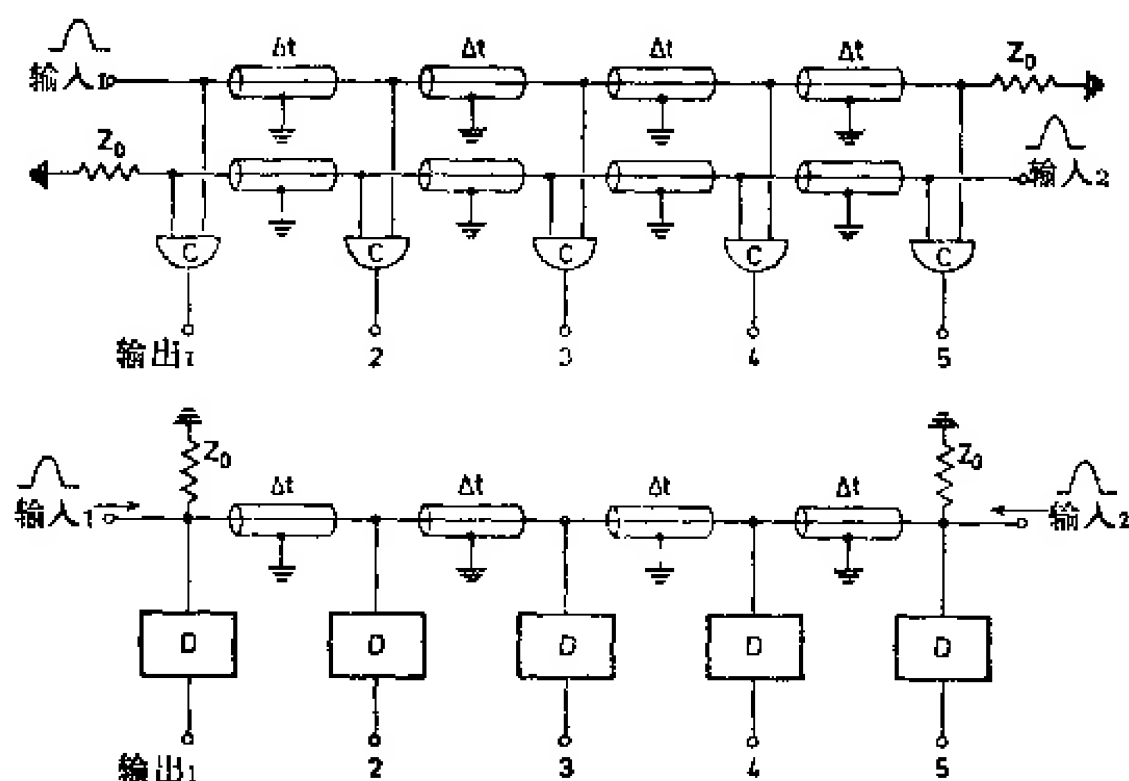 Δt Δt Δt Δt Z₀
输入1
Z₀
输入2
C C C C C
输出1 2 3 4 5
Z₀ Z₀
Δt Δt Δt Δt
输入1 输入2
D D D D D
输出1 2 3 4 5